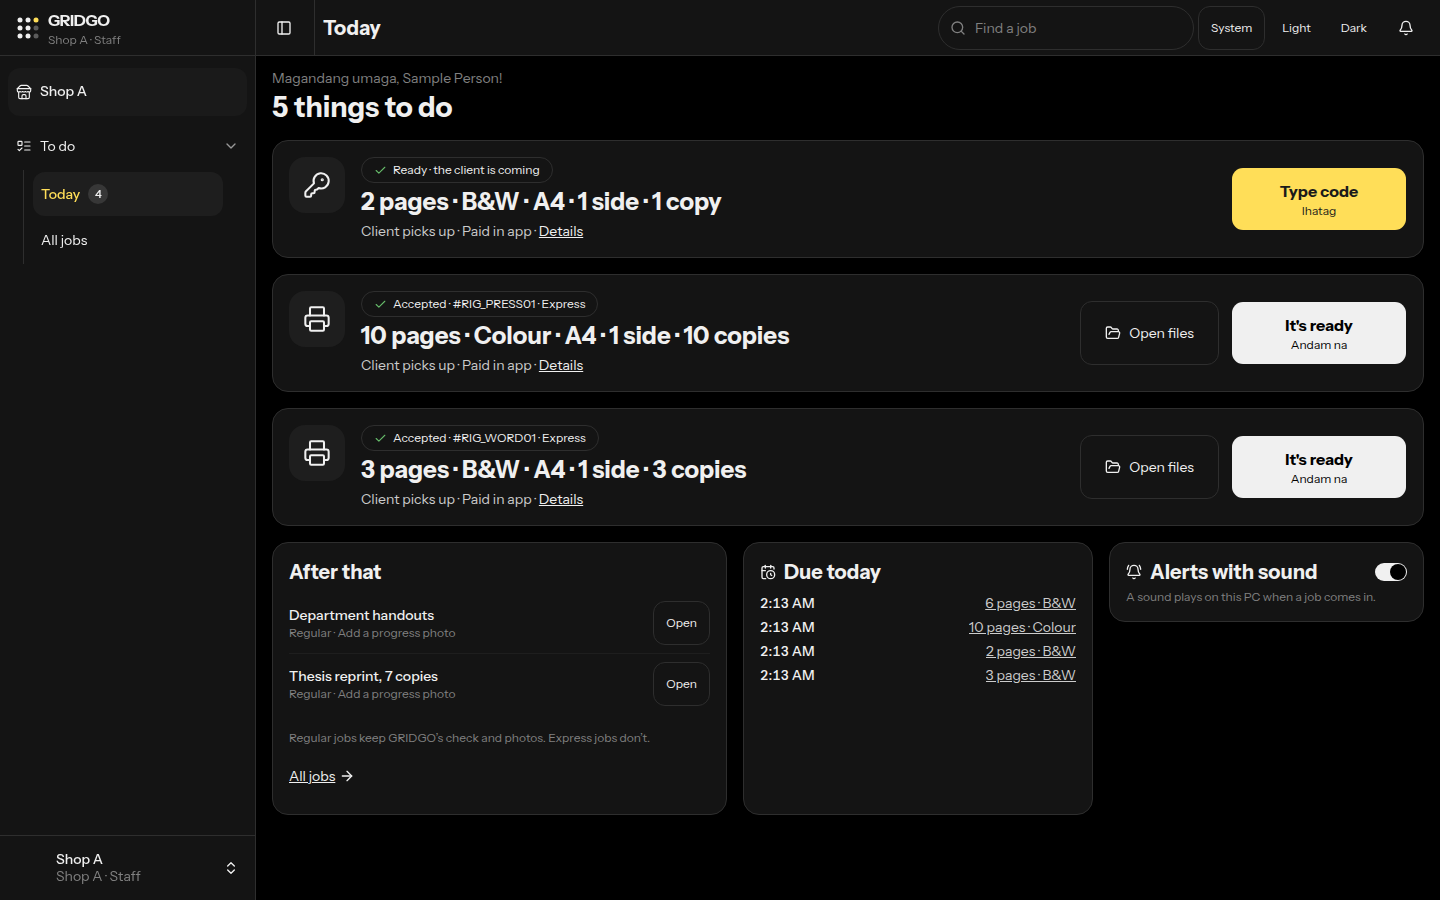 GRIDGO
Shop A · Staff
Today
Find a job
System
Light
Dark
Shop A
To do
Today 4
All jobs
Magandang umaga, Sample Person!
5 things to do
Ready · the client is coming
2 pages · B&W · A4 · 1 side · 1 copy
Client picks up · Paid in app · Details
Type code
Ihatag
Accepted · #RIG_PRESS01 · Express
10 pages · Colour · A4 · 1 side · 10 copies
Client picks up · Paid in app · Details
Open files
It's ready
Andam na
Accepted · #RIG_WORD01 · Express
3 pages · B&W · A4 · 1 side · 3 copies
Client picks up · Paid in app · Details
Open files
It's ready
Andam na
After that
Department handouts
Regular · Add a progress photo
Open
Thesis reprint, 7 copies
Regular · Add a progress photo
Open
Regular jobs keep GRIDGO's check and photos. Express jobs don't.
All jobs
Due today
2:13 AM 6 pages · B&W
2:13 AM 10 pages · Colour
2:13 AM 2 pages · B&W
2:13 AM 3 pages · B&W
Alerts with sound
A sound plays on this PC when a job comes in.
Shop A
Shop A · Staff